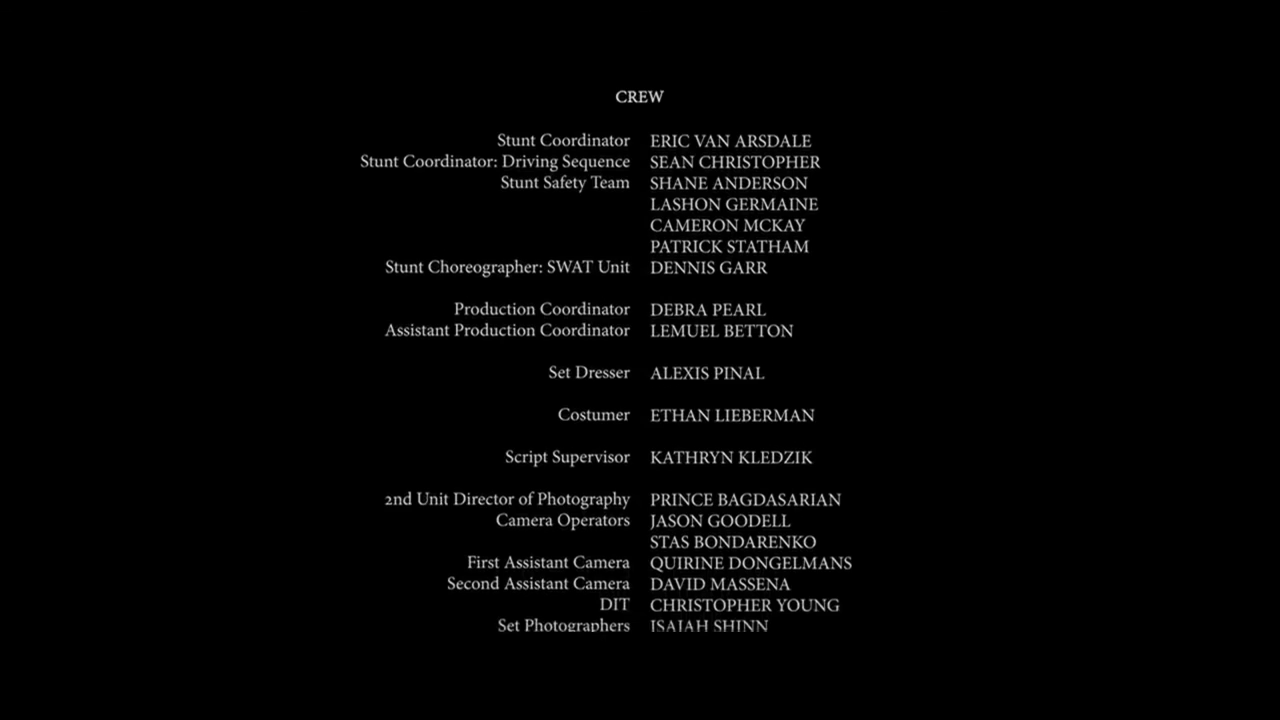 CREW
Stunt Coordinator ERIC VAN ARSDALE
Stunt Coordinator: Driving Sequence SEAN CHRISTOPHER
Stunt Safety Team SHANE ANDERSON
LASHON GERMAINE
CAMERON MCKAY
PATRICK STATHAM
Stunt Choreographer: SWAT Unit DENNIS GARR
Production Coordinator DEBRA PEARL
Assistant Production Coordinator LEMUEL BETTON
Set Dresser ALEXIS PINAL
Costumer ETHAN LIEBERMAN
Script Supervisor KATHRYN KLEDZIK
2nd Unit Director of Photography PRINCE BAGDASARIAN
Camera Operators JASON GOODELL
STAS BONDARENKO
First Assistant Camera QUIRINE DONGELMANS
Second Assistant Camera DAVID MASSENA
DIT CHRISTOPHER YOUNG
Set Photographers ISAIAH SHINN